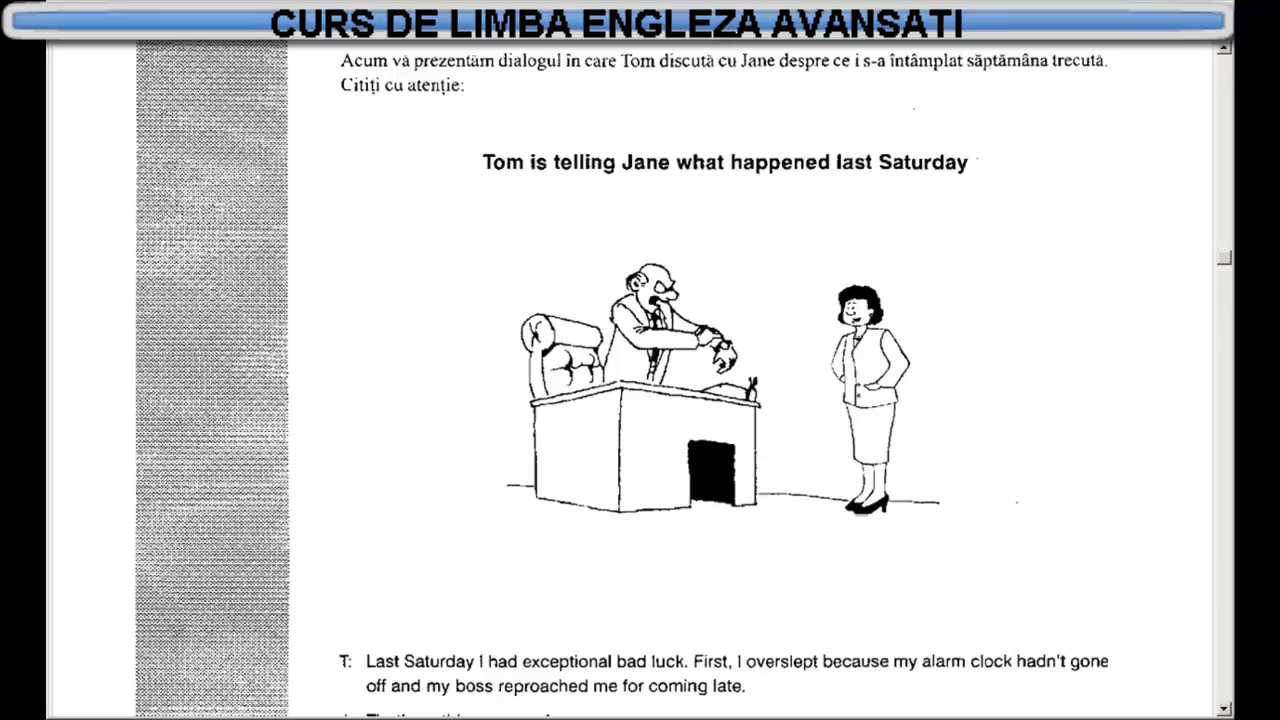 CURS DE LIMBA ENGLEZA AVANSATI
Acum vă prezentăm dialogul în care Tom discută cu Jane despre ce i s-a întâmplat săptămâna trecută.
Citiți cu atenție:
Tom is telling Jane what happened last Saturday
T: Last Saturday I had exceptional bad luck. First, I overslept because my alarm clock hadn't gone
off and my boss reproached me for coming late.